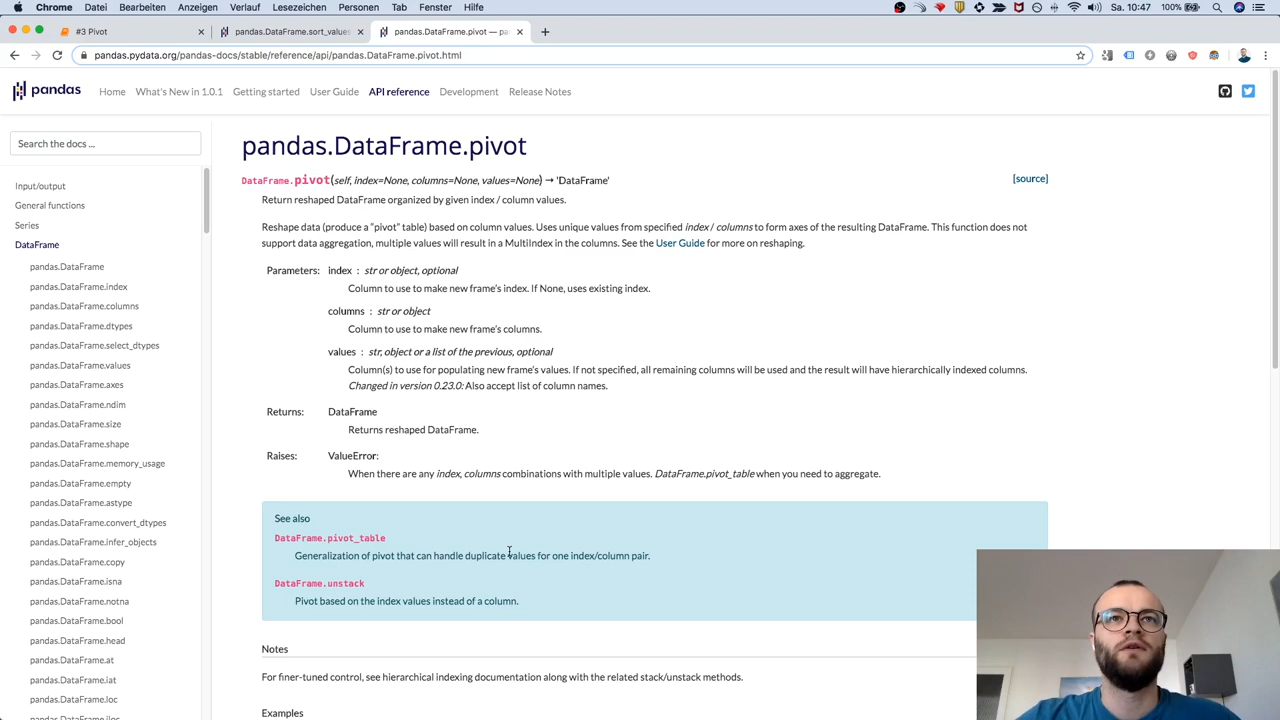 Chrome Datei Bearbeiten Anzeigen Verlauf Lesezeichen Personen Tab Fenster Hilfe 100% Sa. 10:47
#3 Pivot
pandas.DataFrame.sort_values
pandas.DataFrame.pivot — pa
pandas.pydata.org/pandas-docs/stable/reference/api/pandas.DataFrame.pivot.html
pandas Home What's New in 1.0.1 Getting started User Guide API reference Development Release Notes
Search the docs ...
Input/output
General functions
Series
DataFrame
pandas.DataFrame
pandas.DataFrame.index
pandas.DataFrame.columns
pandas.DataFrame.dtypes
pandas.DataFrame.select_dtypes
pandas.DataFrame.values
pandas.DataFrame.axes
pandas.DataFrame.ndim
pandas.DataFrame.size
pandas.DataFrame.shape
pandas.DataFrame.memory_usage
pandas.DataFrame.empty
pandas.DataFrame.astype
pandas.DataFrame.convert_dtypes
pandas.DataFrame.infer_objects
pandas.DataFrame.copy
pandas.DataFrame.isna
pandas.DataFrame.notna
pandas.DataFrame.bool
pandas.DataFrame.head
pandas.DataFrame.at
pandas.DataFrame.iat
pandas.DataFrame.loc
pandas.DataFrame.iloc
pandas.DataFrame.pivot
DataFrame.pivot(self, index=None, columns=None, values=None) → 'DataFrame' [source]
Return reshaped DataFrame organized by given index / column values.
Reshape data (produce a “pivot” table) based on column values. Uses unique values from specified index / columns to form axes of the resulting DataFrame. This function does not
support data aggregation, multiple values will result in a MultiIndex in the columns. See the User Guide for more on reshaping.
Parameters: index : str or object, optional
Column to use to make new frame's index. If None, uses existing index.
columns : str or object
Column to use to make new frame's columns.
values : str, object or a list of the previous, optional
Column(s) to use for populating new frame's values. If not specified, all remaining columns will be used and the result will have hierarchically indexed columns.
Changed in version 0.23.0: Also accept list of column names.
Returns: DataFrame
Returns reshaped DataFrame.
Raises: ValueError:
When there are any index, columns combinations with multiple values. DataFrame.pivot_table when you need to aggregate.
See also
DataFrame.pivot_table
Generalization of pivot that can handle duplicate values for one index/column pair.
DataFrame.unstack
Pivot based on the index values instead of a column.
Notes
For finer-tuned control, see hierarchical indexing documentation along with the related stack/unstack methods.
Examples